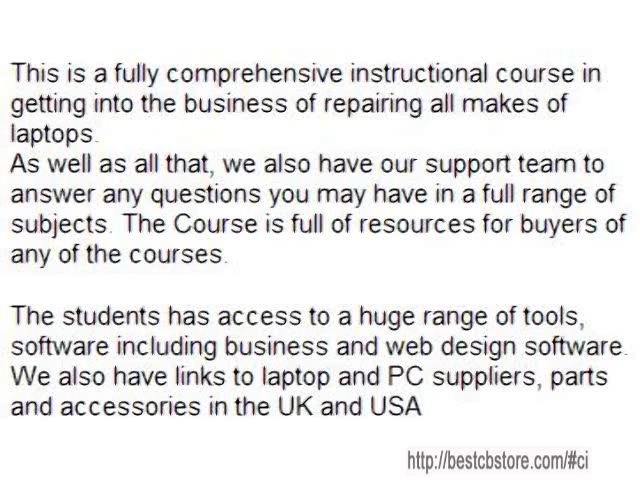 This is a fully comprehensive instructional course in
getting into the business of repairing all makes of
laptops.
As well as all that, we also have our support team to
answer any questions you may have in a full range of
subjects. The Course is full of resources for buyers of
any of the courses.
The students has access to a huge range of tools,
software including business and web design software.
We also have links to laptop and PC suppliers, parts
and accessories in the UK and USA
http://bestcbstore.com/#ci